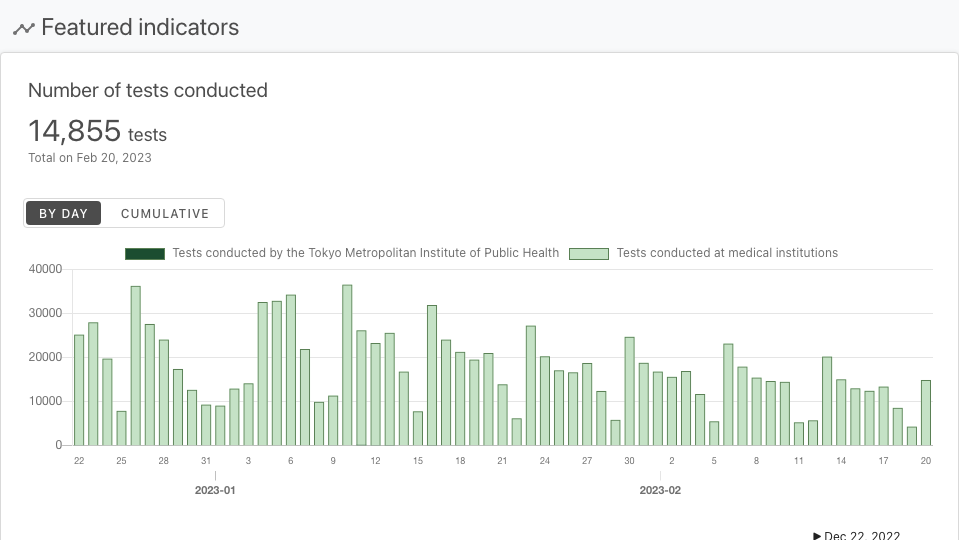 Featured indicators
Number of tests conducted
14,855 tests
Total on Feb 20, 2023
BY DAY CUMULATIVE
Tests conducted by the Tokyo Metropolitan Institute of Public Health Tests conducted at medical institutions
40000
30000
20000
10000
0
22 25 28 31 3 6 9 12 15 18 21 24 27 30 2 5 8 11 14 17 20
2023-01 2023-02
▶ Dec 22, 2022